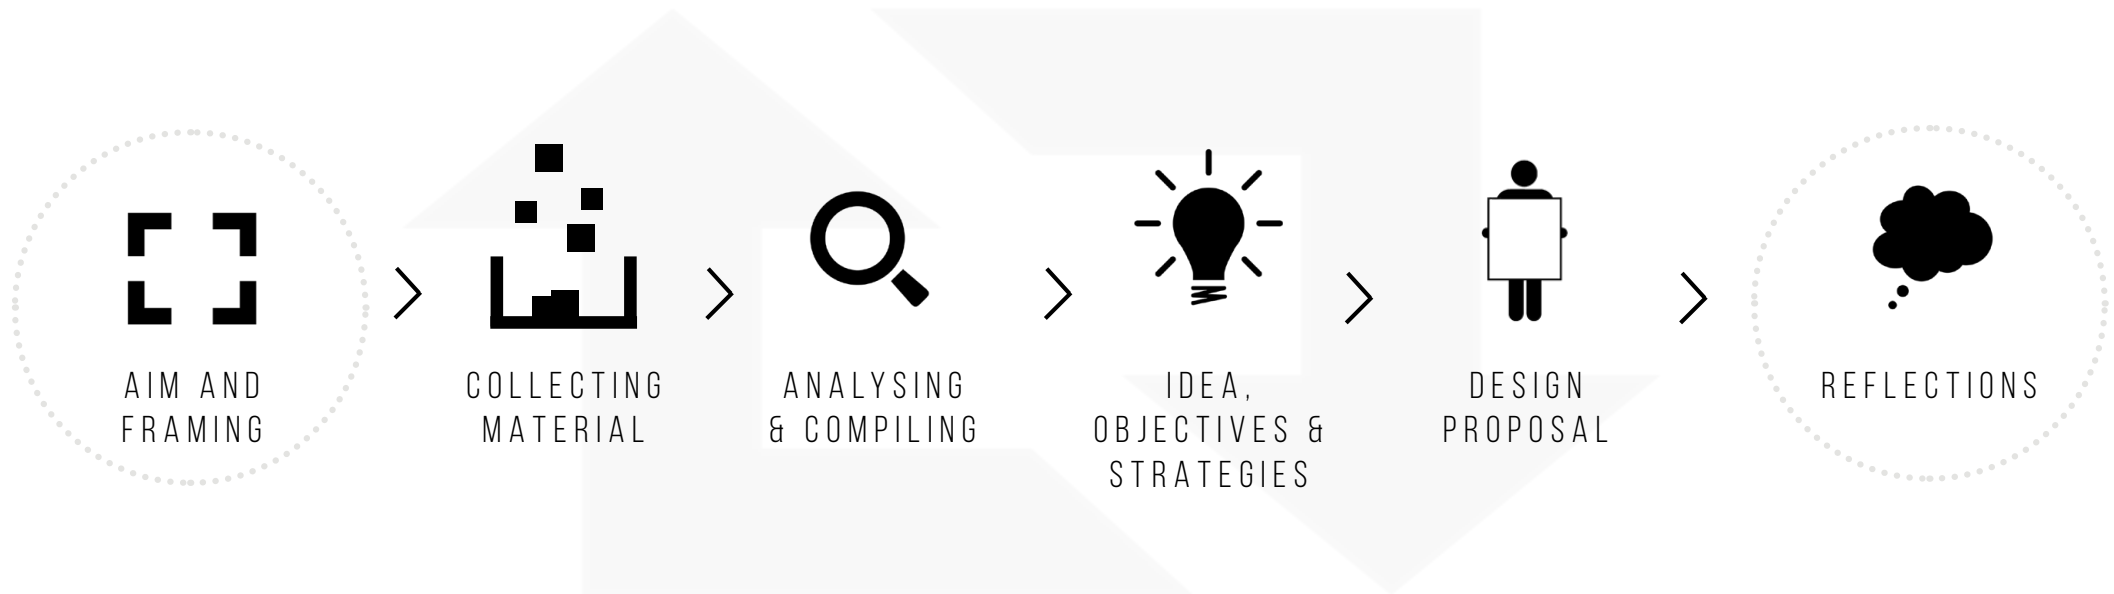 AIM AND
FRAMING
COLLECTING
MATERIAL
ANALYSING
& COMPILING
IDEA,
OBJECTIVES &
STRATEGIES
DESIGN
PROPOSAL
REFLECTIONS